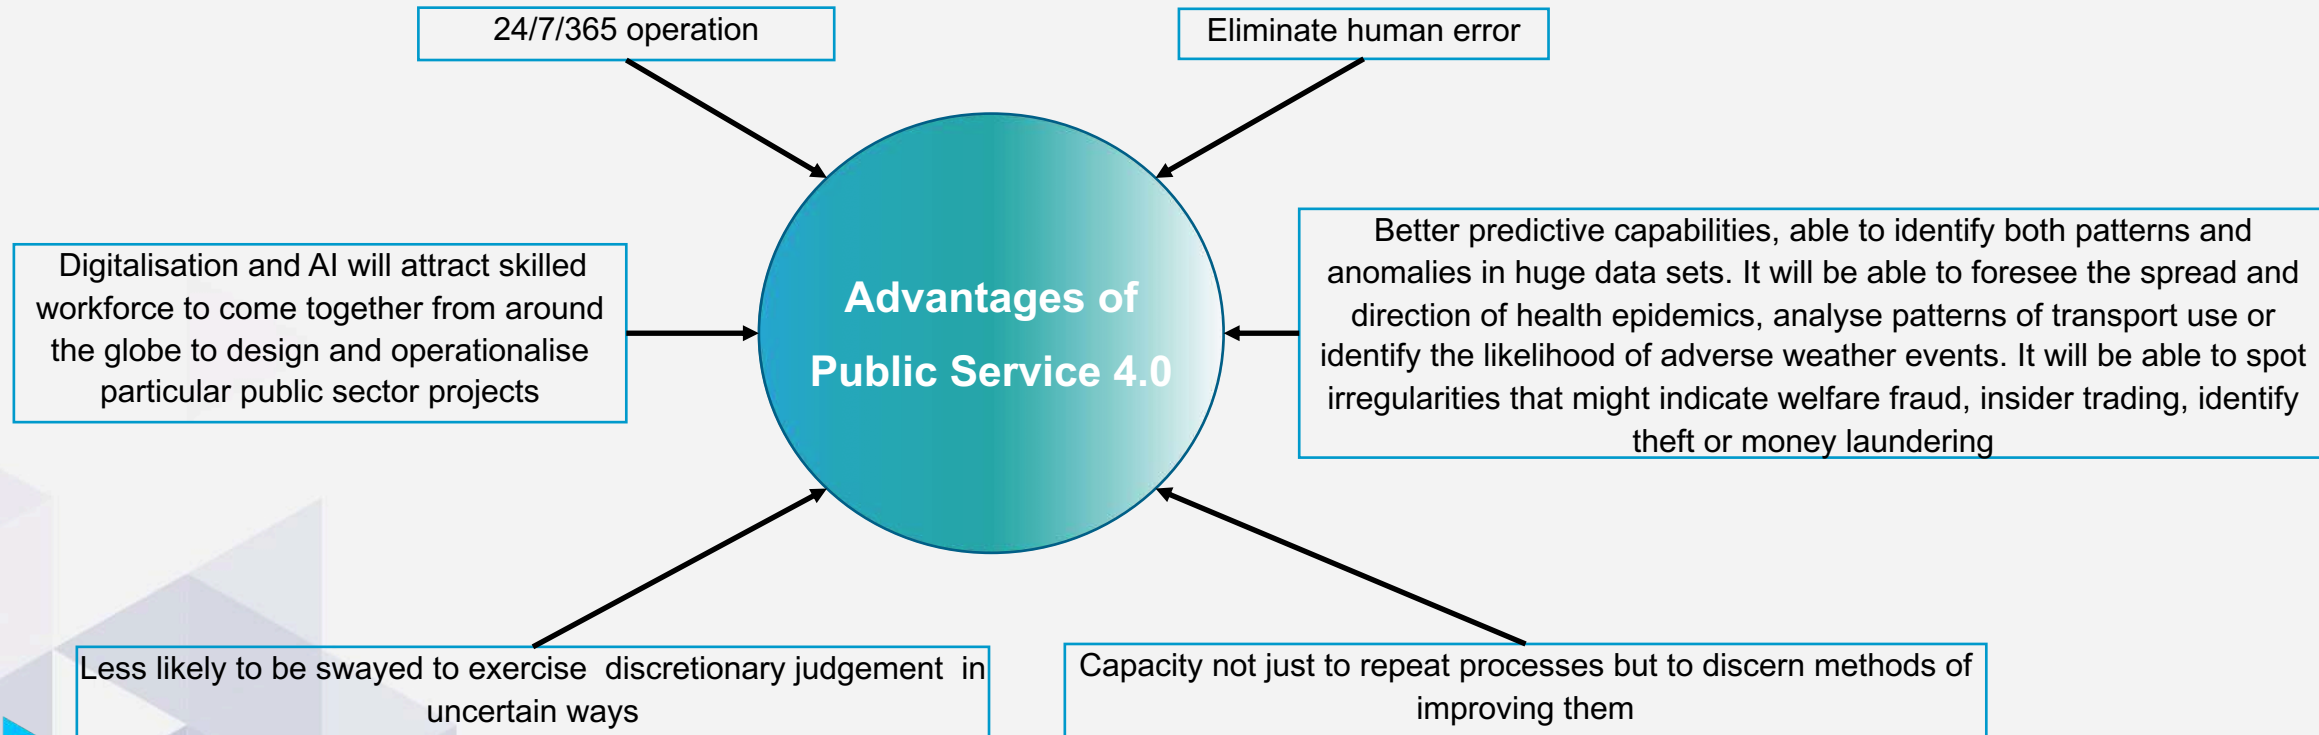 24/7/365 operation
Eliminate human error
Digitalisation and AI will attract skilled
workforce to come together from around
the globe to design and operationalise
particular public sector projects
Advantages of
Public Service 4.0
Better predictive capabilities, able to identify both patterns and
anomalies in huge data sets. It will be able to foresee the spread and
direction of health epidemics, analyse patterns of transport use or
identify the likelihood of adverse weather events. It will be able to spot
irregularities that might indicate welfare fraud, insider trading, identify
theft or money laundering
Less likely to be swayed to exercise discretionary judgement in
uncertain ways
Capacity not just to repeat processes but to discern methods of
improving them